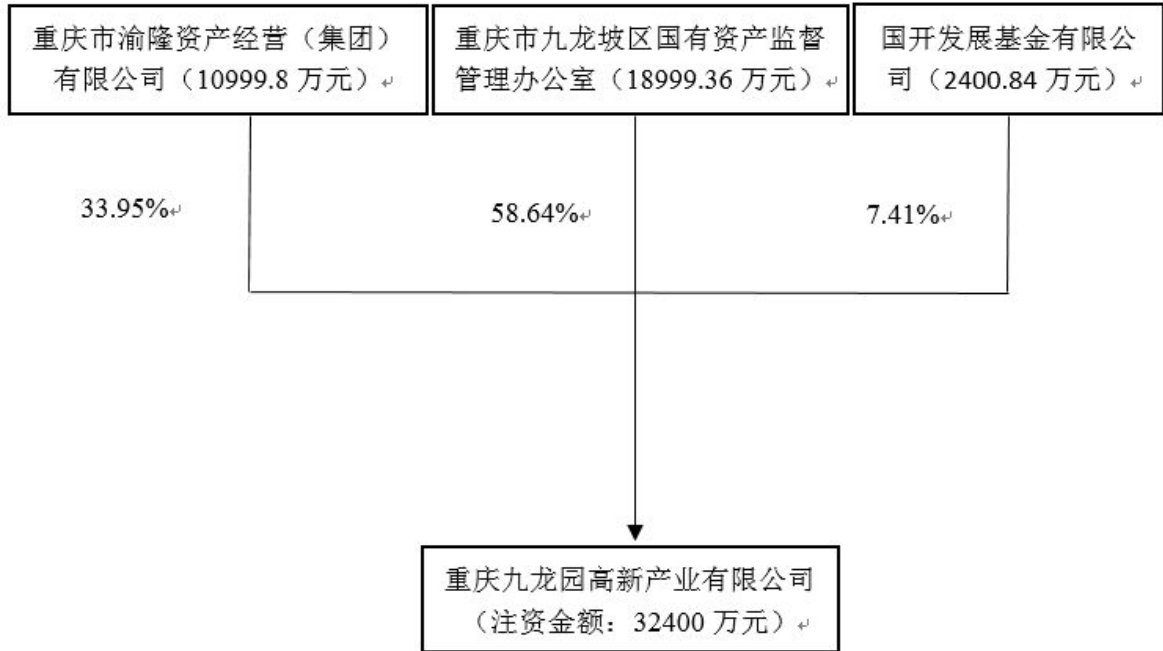 重庆市渝隆资产经营（集团）
有限公司（10999.8 万元）
重庆市九龙坡区国有资产监督
管理办公室（18999.36 万元）
国开发展基金有限公
司（2400.84 万元）
33.95%
58.64%
7.41%
重庆九龙园高新产业有限公司
（注资金额：32400 万元）